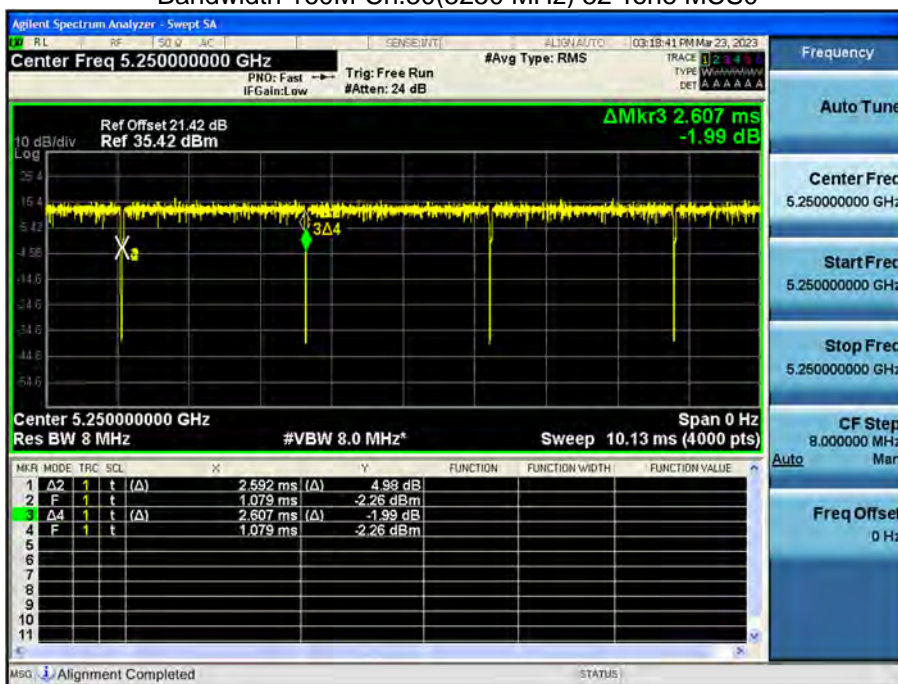 Agilent Spectrum Analyzer - Swept SA
RL RF 50 Ω AC SENSE:INT ALIGN AUTO 03:18:41 PM Mar 23, 2023
Center Freq 5.250000000 GHz #Avg Type: RMS TRACE 1 2 3 4 5 6
PNO: Fast Trig: Free Run TYPE
IFGain:Low #Atten: 24 dB DET A A A A A A
ΔMkr3 2.607 ms
Ref Offset 21.42 dB
10 dB/div Ref 35.42 dBm -1.99 dB
Log
25.4
15.4
5.42
3Δ4
-4.58
-14.6
-24.6
-34.6
-44.6
-54.6
Center 5.250000000 GHz Span 0 Hz
Res BW 8 MHz #VBW 8.0 MHz* Sweep 10.13 ms (4000 pts)
MKR MODE TRC SCL X Y FUNCTION FUNCTION WIDTH FUNCTION VALUE
1 Δ2 1 t (Δ) 2.592 ms (Δ) 4.98 dB
2 F 1 t 1.079 ms -2.26 dBm
3 Δ4 1 t (Δ) 2.607 ms (Δ) -1.99 dB
4 F 1 t 1.079 ms -2.26 dBm
5
6
7
8
9
10
11
MSG Alignment Completed STATUS
Frequency
Auto Tune
Center Freq
5.250000000 GHz
Start Freq
5.250000000 GHz
Stop Freq
5.250000000 GHz
CF Step
8.000000 MHz
Auto Man
Freq Offset
0 Hz